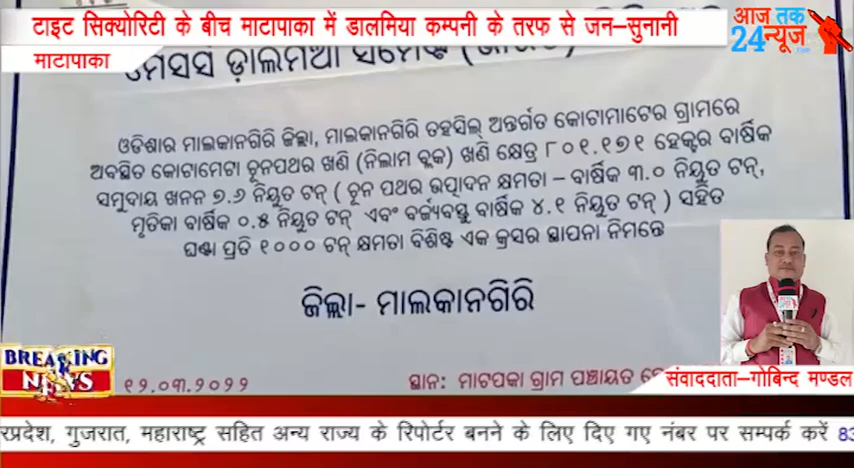 टाइट सिक्योरिटी के बीच माटापाका में डालमिया कम्पनी के तरफ से जन–सुनानी
आज तक
24 न्यूज
माटापाका
ଓଡିଶାର ମାଲକାନଗିରି ଜିଲ୍ଲା, ମାଲକାନଗିରି ତହସିଲ୍ ଅନ୍ତର୍ଗତ କୋଟାମାଟେର ଗ୍ରାମରେ
ଅବସ୍ଥିତ କୋଟାମେଟା ଚୂନପଥର ଖଣି (ନିଲାମ ବ୍ଲକ) ଖଣି କ୍ଷେତ୍ର ୮୦୧.୧୭୧ ହେକ୍ଟର ବାର୍ଷିକ
ସମୁଦାୟ ଖନନ ୭.୬ ନିୟୁତ ଟନ୍ ( ଚୂନ ପଥର ଉତ୍ପାଦନ କ୍ଷମତା – ବାର୍ଷିକ ୩.୦ ନିୟୁତ ଟନ୍,
ମୃତିକା ବାର୍ଷିକ ୦.୫ ନିୟୁତ ଟନ୍ ଏବଂ ବର୍ଜ୍ୟବସ୍ତୁ ବାର୍ଷିକ ୪.୧ ନିୟୁତ ଟନ୍ ) ସହିତ
ଘଣ୍ଟା ପ୍ରତି ୧୦୦୦ ଟନ୍ କ୍ଷମତା ବିଶିଷ୍ଟ ଏକ କ୍ରସର ସ୍ଥାପନା ନିମନ୍ତେ
ଜିଲ୍ଲା- ମାଲକାନଗିରି
BREAKING
NEWS
୧୨.୦୩.୨୦୨୨
ସ୍ଥାନ: ମାଟପକା ଗ୍ରାମ ପଞ୍ଚାୟତ
संवाददाता–गोबिन्द मण्डल
रप्रदेश, गुजरात, महाराष्ट्र सहित अन्य राज्य के रिपोर्टर बनने के लिए दिए गए नंबर पर सम्पर्क करें